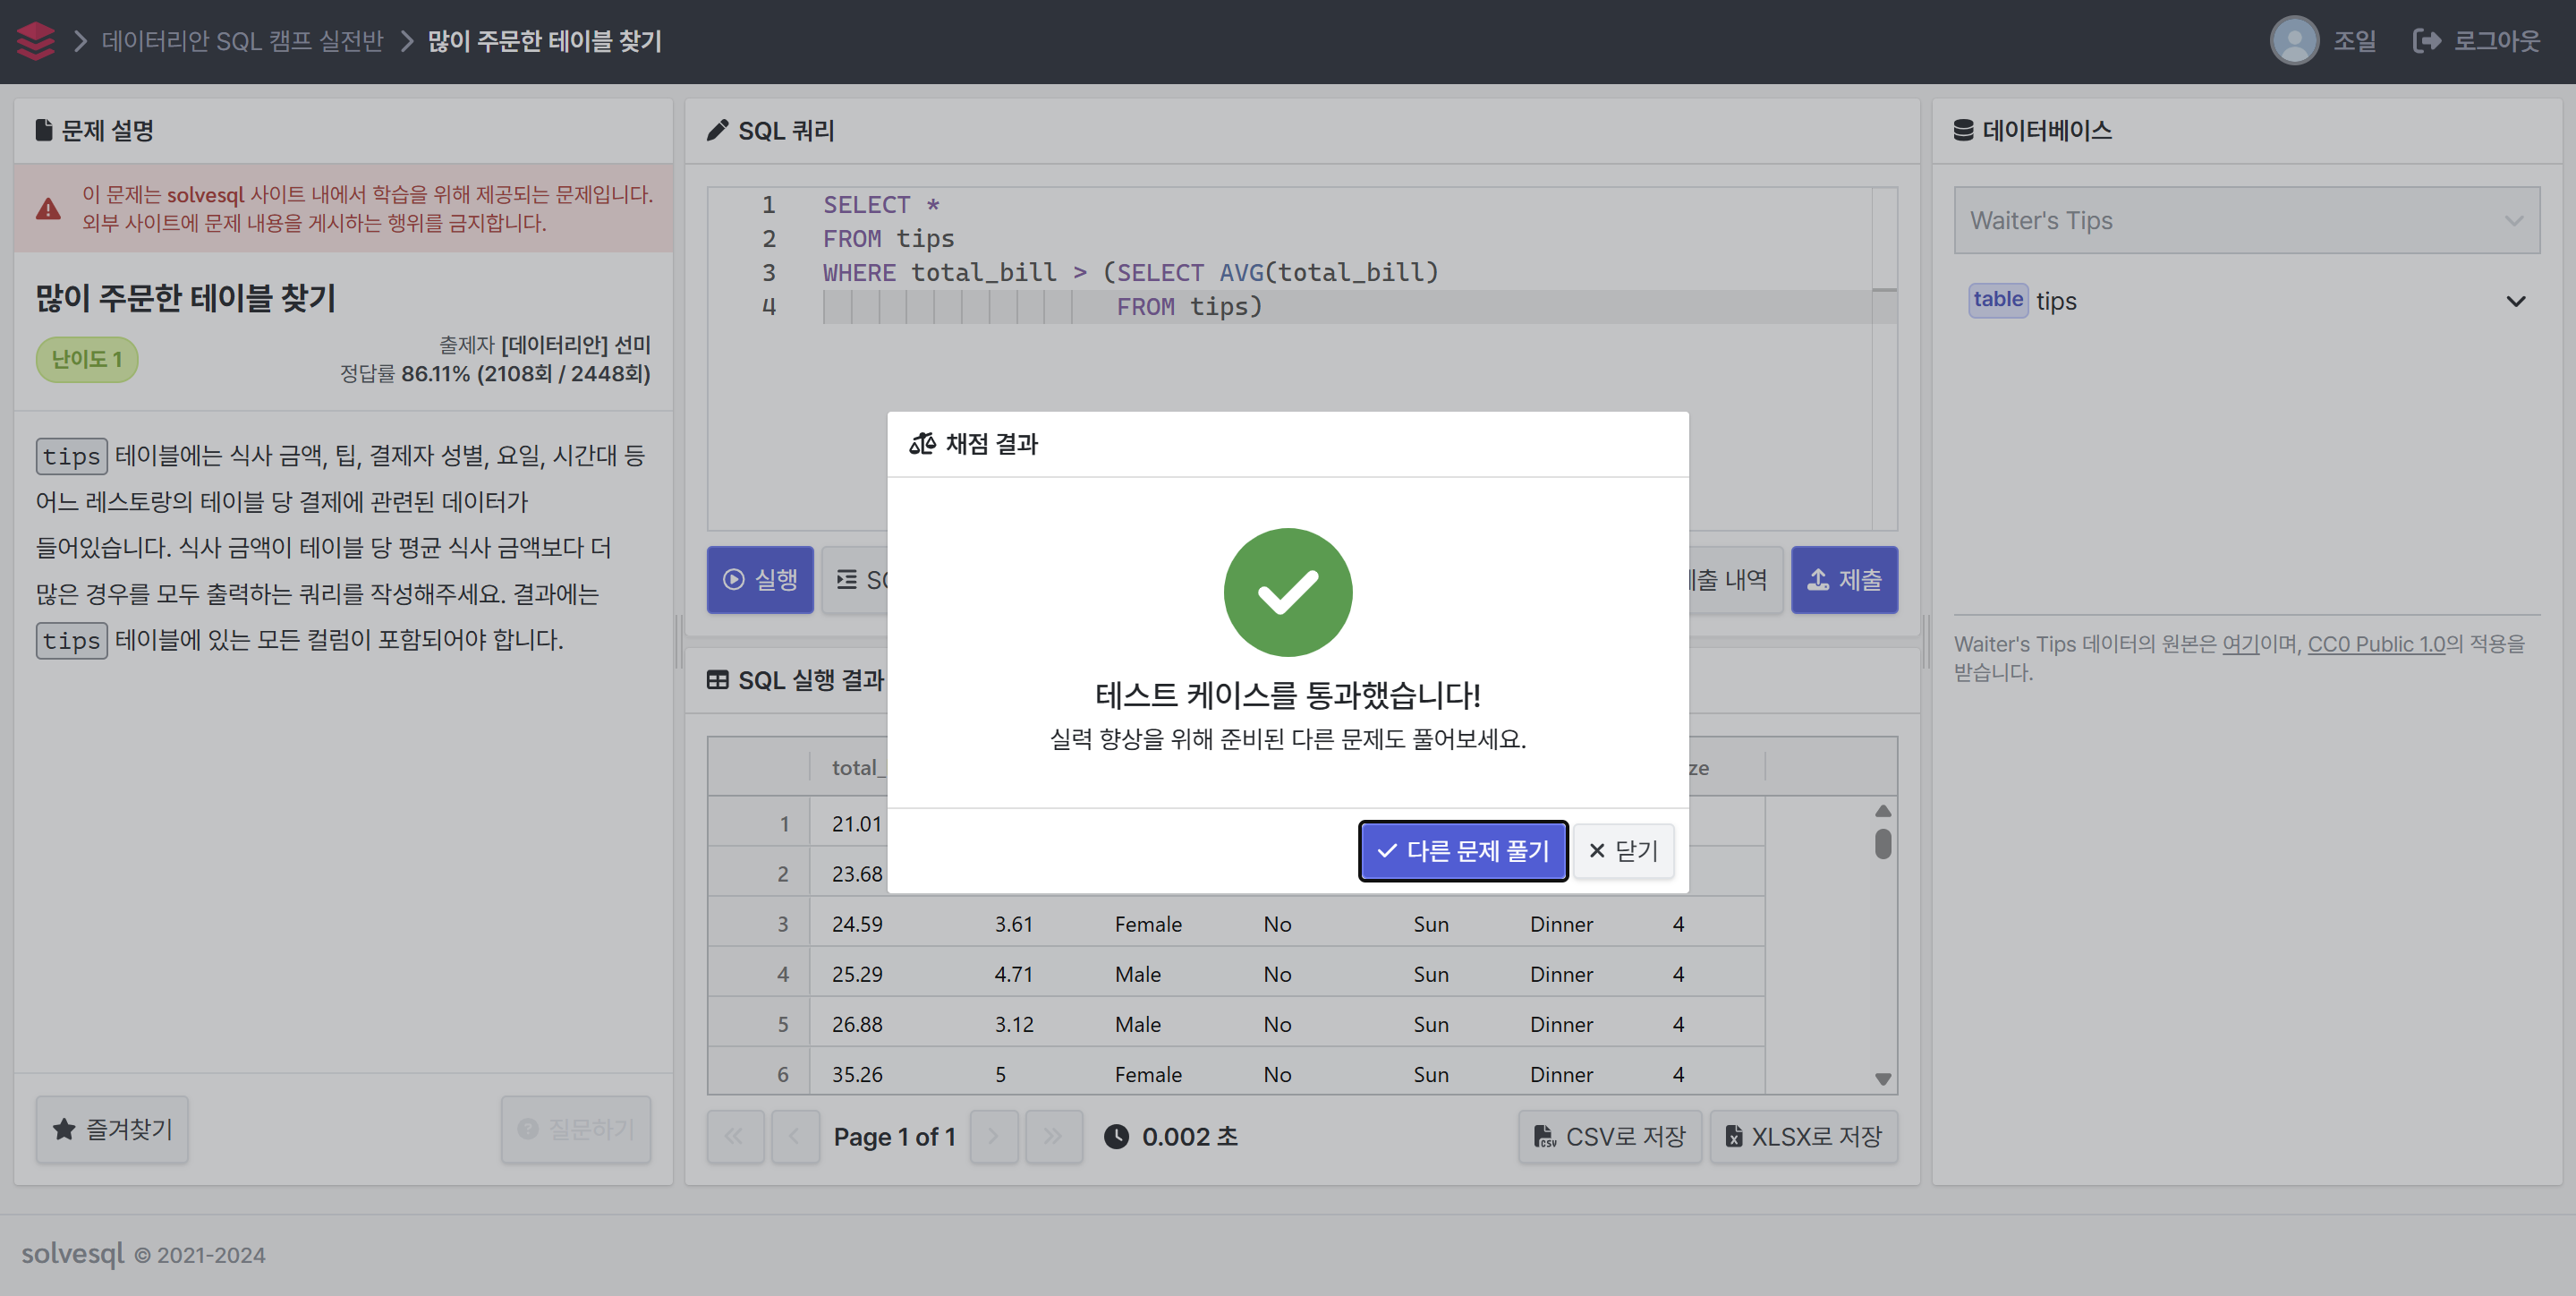 데이터리안 SQL 캠프 실전반
많이 주문한 테이블 찾기
조일
로그아웃
문제 설명
이 문제는 solvesql 사이트 내에서 학습을 위해 제공되는 문제입니다.
외부 사이트에 문제 내용을 게시하는 행위를 금지합니다.
많이 주문한 테이블 찾기
난이도 1
출제자 [데이터리안] 선미
정답률 86.11% (2108회 / 2448회)
tips 테이블에는 식사 금액, 팁, 결제자 성별, 요일, 시간대 등
어느 레스토랑의 테이블 당 결제에 관련된 데이터가
들어있습니다. 식사 금액이 테이블 당 평균 식사 금액보다 더
많은 경우를 모두 출력하는 쿼리를 작성해주세요. 결과에는
tips 테이블에 있는 모든 컬럼이 포함되어야 합니다.
즐겨찾기
질문하기
SQL 쿼리
1 SELECT *
2 FROM tips
3 WHERE total_bill > (SELECT AVG(total_bill)
4 FROM tips)
실행
내역
제출
채점 결과
테스트 케이스를 통과했습니다!
실력 향상을 위해 준비된 다른 문제도 풀어보세요.
다른 문제 풀기
닫기
SQL 실행 결과
total_ ze
1 21.01
2 23.68
3 24.59 3.61 Female No Sun Dinner 4
4 25.29 4.71 Male No Sun Dinner 4
5 26.88 3.12 Male No Sun Dinner 4
6 35.26 5 Female No Sun Dinner 4
Page 1 of 1
0.002 초
CSV로 저장
XLSX로 저장
데이터베이스
Waiter's Tips
table tips
Waiter's Tips 데이터의 원본은 여기이며, CC0 Public 1.0의 적용을
받습니다.
solvesql © 2021-2024